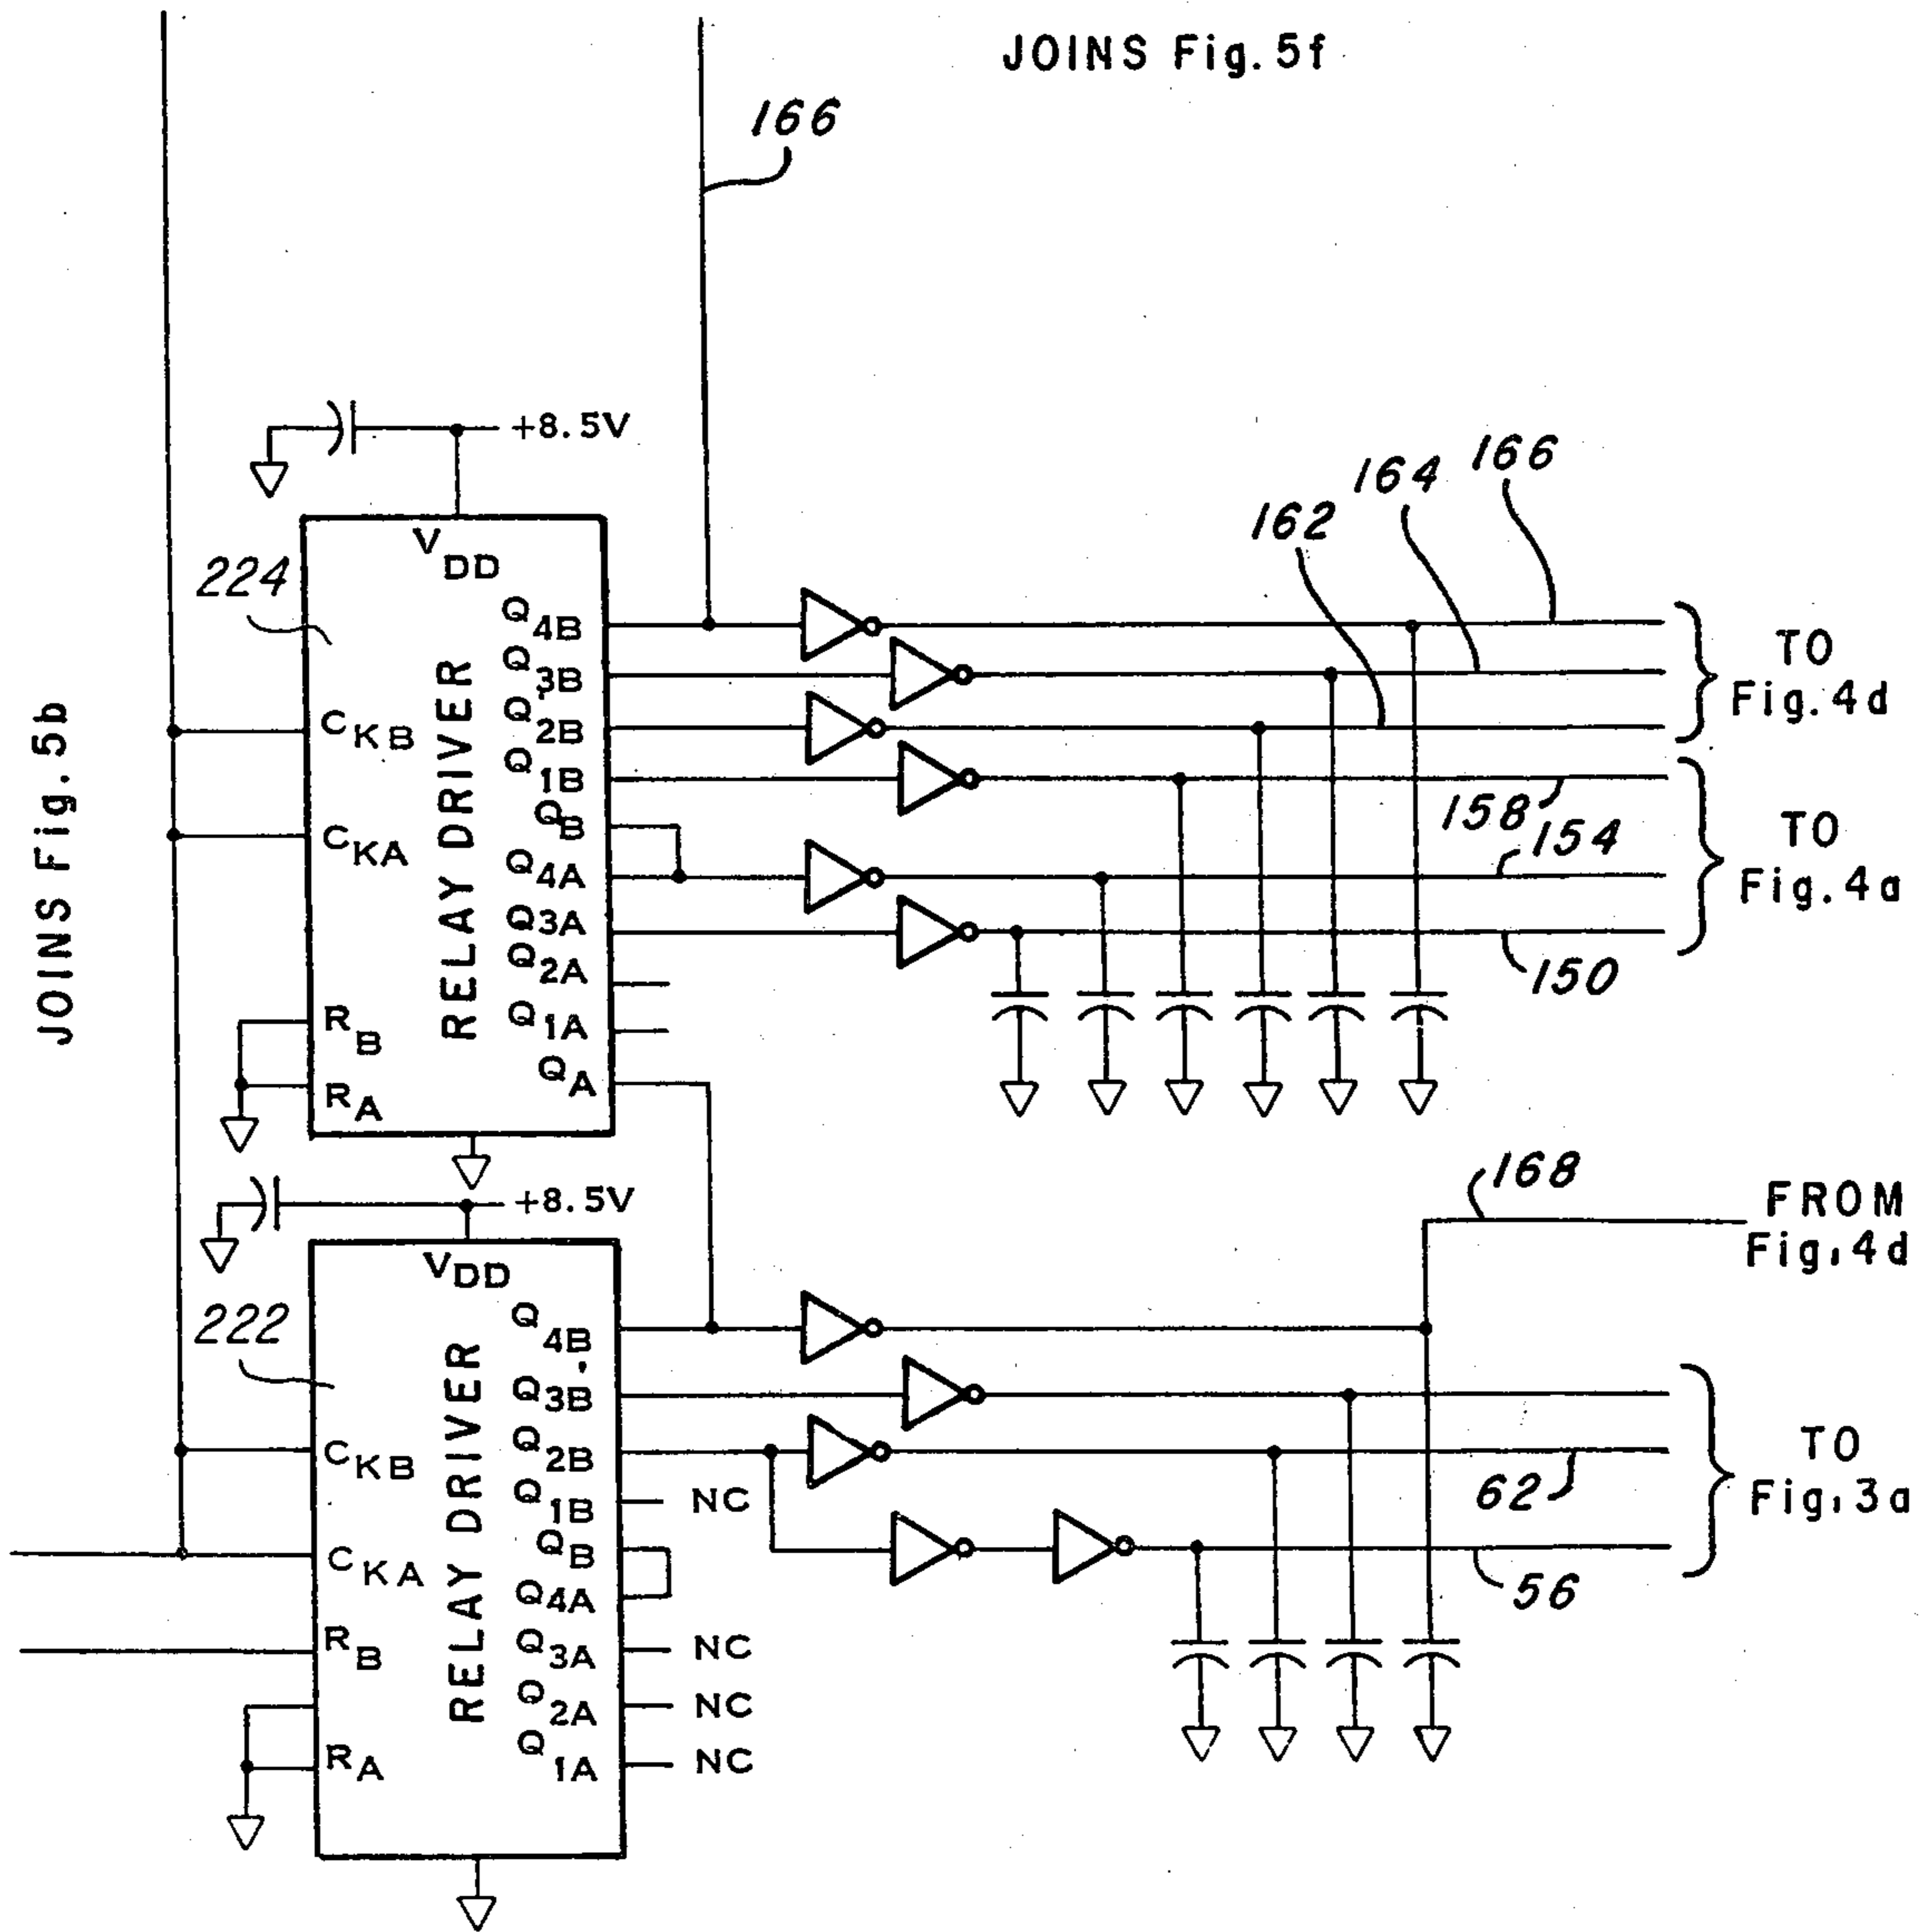 JOINS Fig. 5f
166
JOINS Fig. 5b
+8.5V
224
VDD
RELAY DRIVER
CKB
CKA
RB
RA
Q4B
Q3B
Q2B
Q1B
QB
Q4A
Q3A
Q2A
Q1A
QA
162
164
166
TO
Fig. 4d
158
154
TO
Fig. 4a
150
168
FROM
Fig. 4d
+8.5V
222
VDD
RELAY DRIVER
CKB
CKA
RB
RA
Q4B
Q3B
Q2B
Q1B
NC
QB
Q4A
Q3A
NC
Q2A
NC
Q1A
NC
62
TO
Fig. 3a
56